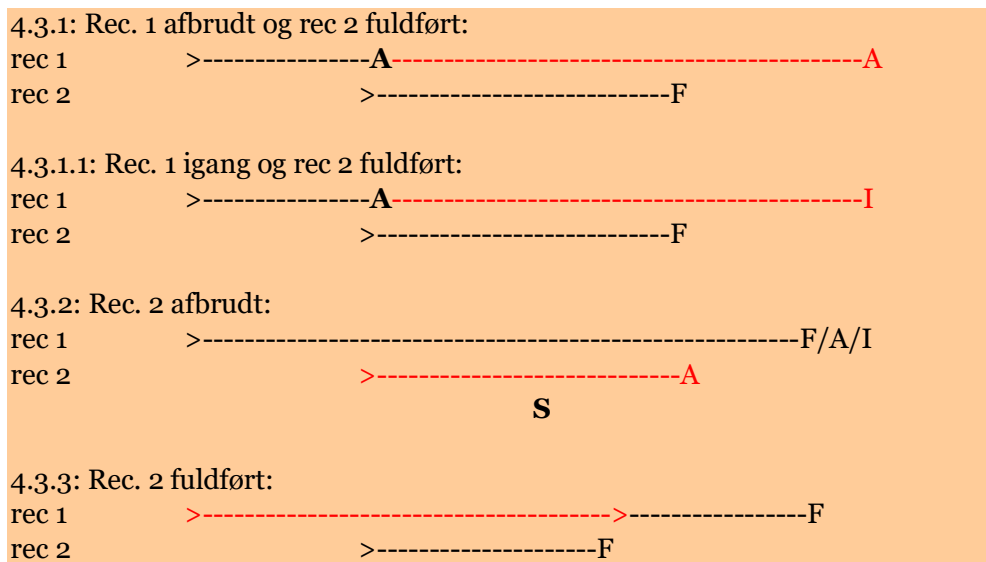 4.3.1: Rec. 1 afbrudt og rec 2 fuldført:
rec 1 >----------------A---------------------------------------------A
rec 2 >----------------------------F

4.3.1.1: Rec. 1 igang og rec 2 fuldført:
rec 1 >----------------A---------------------------------------------I
rec 2 >----------------------------F

4.3.2: Rec. 2 afbrudt:
rec 1 >---------------------------------------------------------F/A/I
rec 2 >-----------------------------A
S

4.3.3: Rec. 2 fuldført:
rec 1 >--------------------------------------->-----------------F
rec 2 >---------------------F